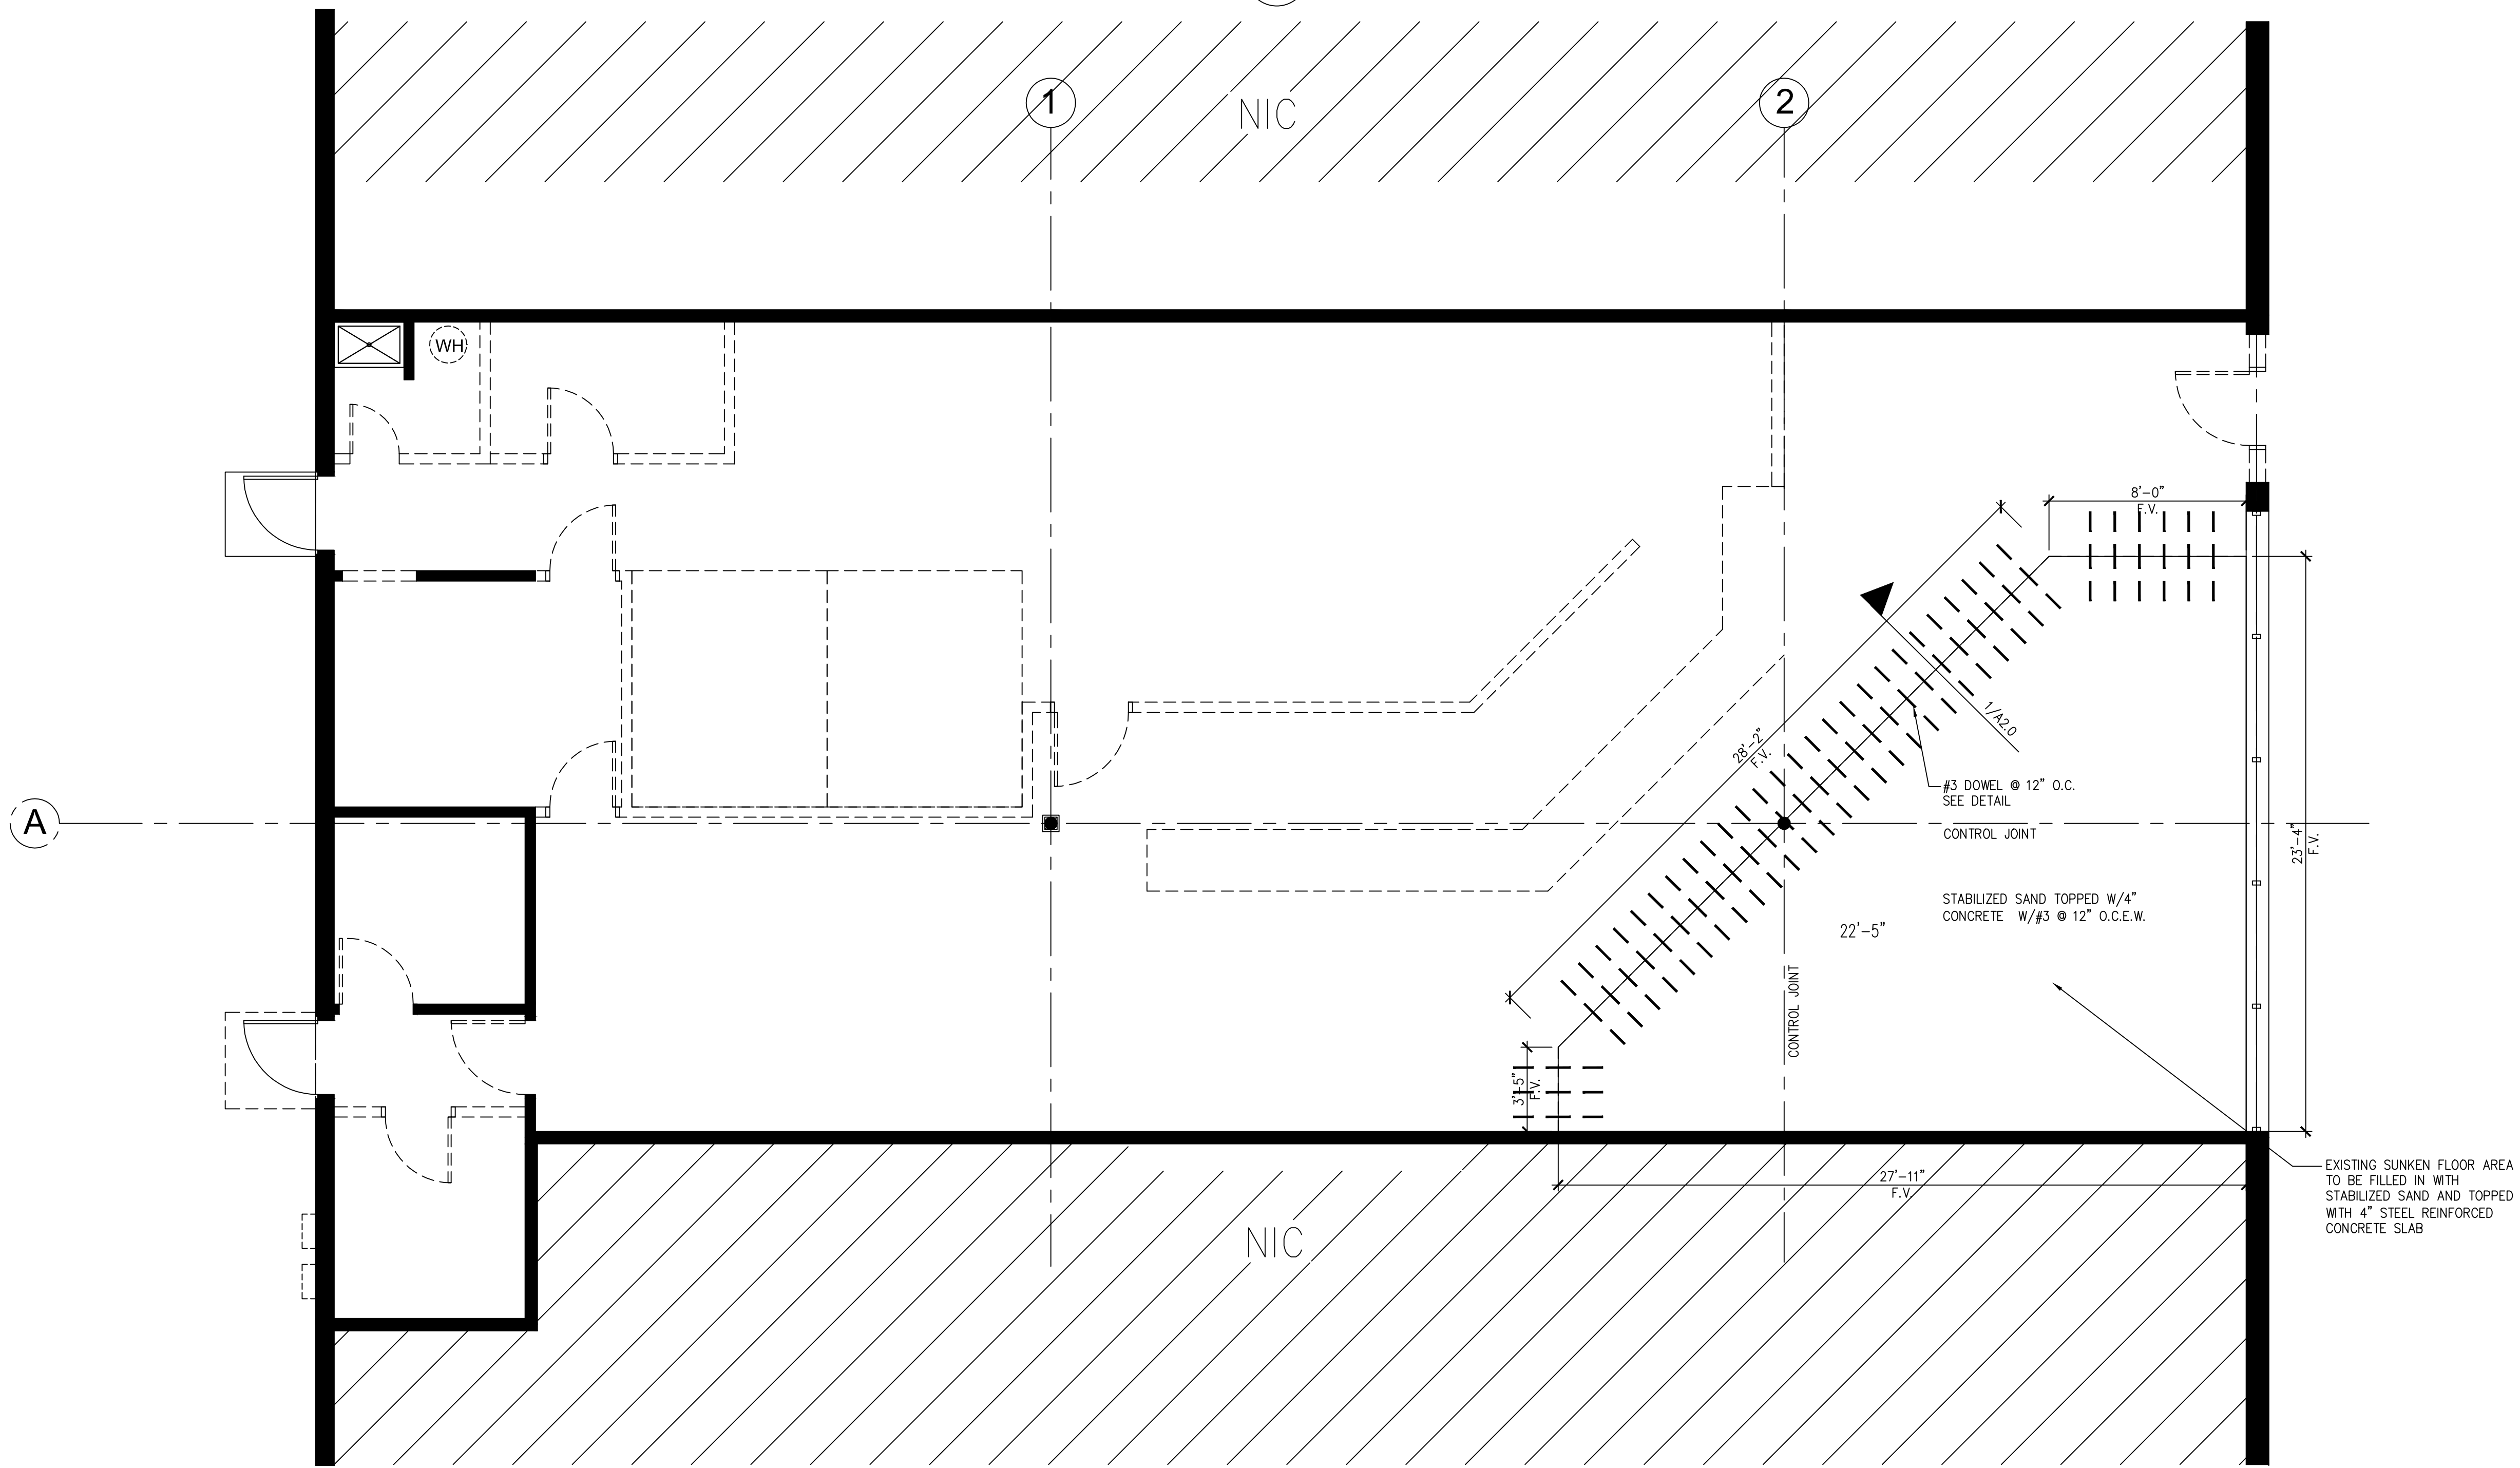 1
2
NIC
WH
8'-0"
F.V.
28'-2"
F.V.
1/A2.0
#3 DOWEL @ 12" O.C.
SEE DETAIL
A
CONTROL JOINT
23'-4"
F.V.
STABILIZED SAND TOPPED W/4"
CONCRETE W/#3 @ 12" O.C.E.W.
22'-5"
CONTROL JOINT
3'-5"
F.V.
27'-11"
F.V.
EXISTING SUNKEN FLOOR AREA
TO BE FILLED IN WITH
STABILIZED SAND AND TOPPED
WITH 4" STEEL REINFORCED
CONCRETE SLAB
NIC